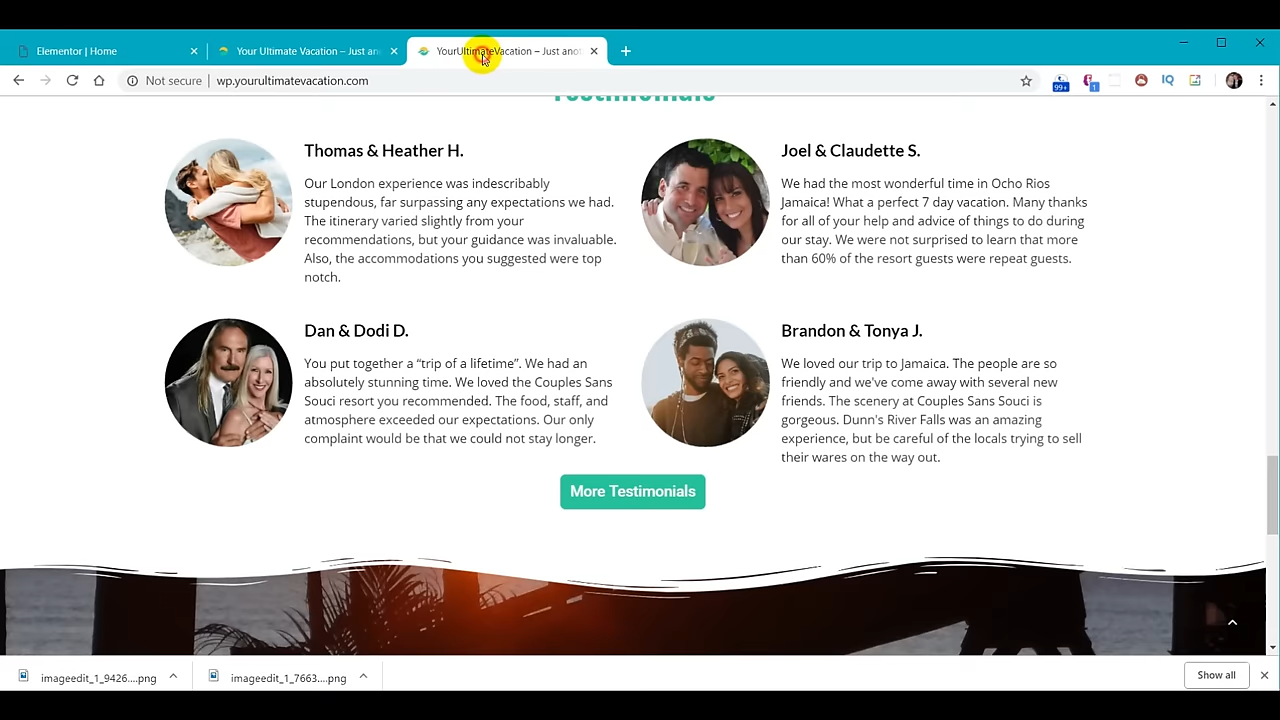 Elementor | Home
Your Ultimate Vacation – Just an
YourUltimateVacation – Just ano
Not secure
wp.yourultimatevacation.com
99+
1
IQ
Testimonials
Thomas & Heather H.
Our London experience was indescribably
stupendous, far surpassing any expectations we had.
The itinerary varied slightly from your
recommendations, but your guidance was invaluable.
Also, the accommodations you suggested were top
notch.
Joel & Claudette S.
We had the most wonderful time in Ocho Rios
Jamaica! What a perfect 7 day vacation. Many thanks
for all of your help and advice of things to do during
our stay. We were not surprised to learn that more
than 60% of the resort guests were repeat guests.
Dan & Dodi D.
You put together a “trip of a lifetime”. We had an
absolutely stunning time. We loved the Couples Sans
Souci resort you recommended. The food, staff, and
atmosphere exceeded our expectations. Our only
complaint would be that we could not stay longer.
Brandon & Tonya J.
We loved our trip to Jamaica. The people are so
friendly and we've come away with several new
friends. The scenery at Couples Sans Souci is
gorgeous. Dunn's River Falls was an amazing
experience, but be careful of the locals trying to sell
their wares on the way out.
More Testimonials
imageedit_1_9426....png
imageedit_1_7663....png
Show all